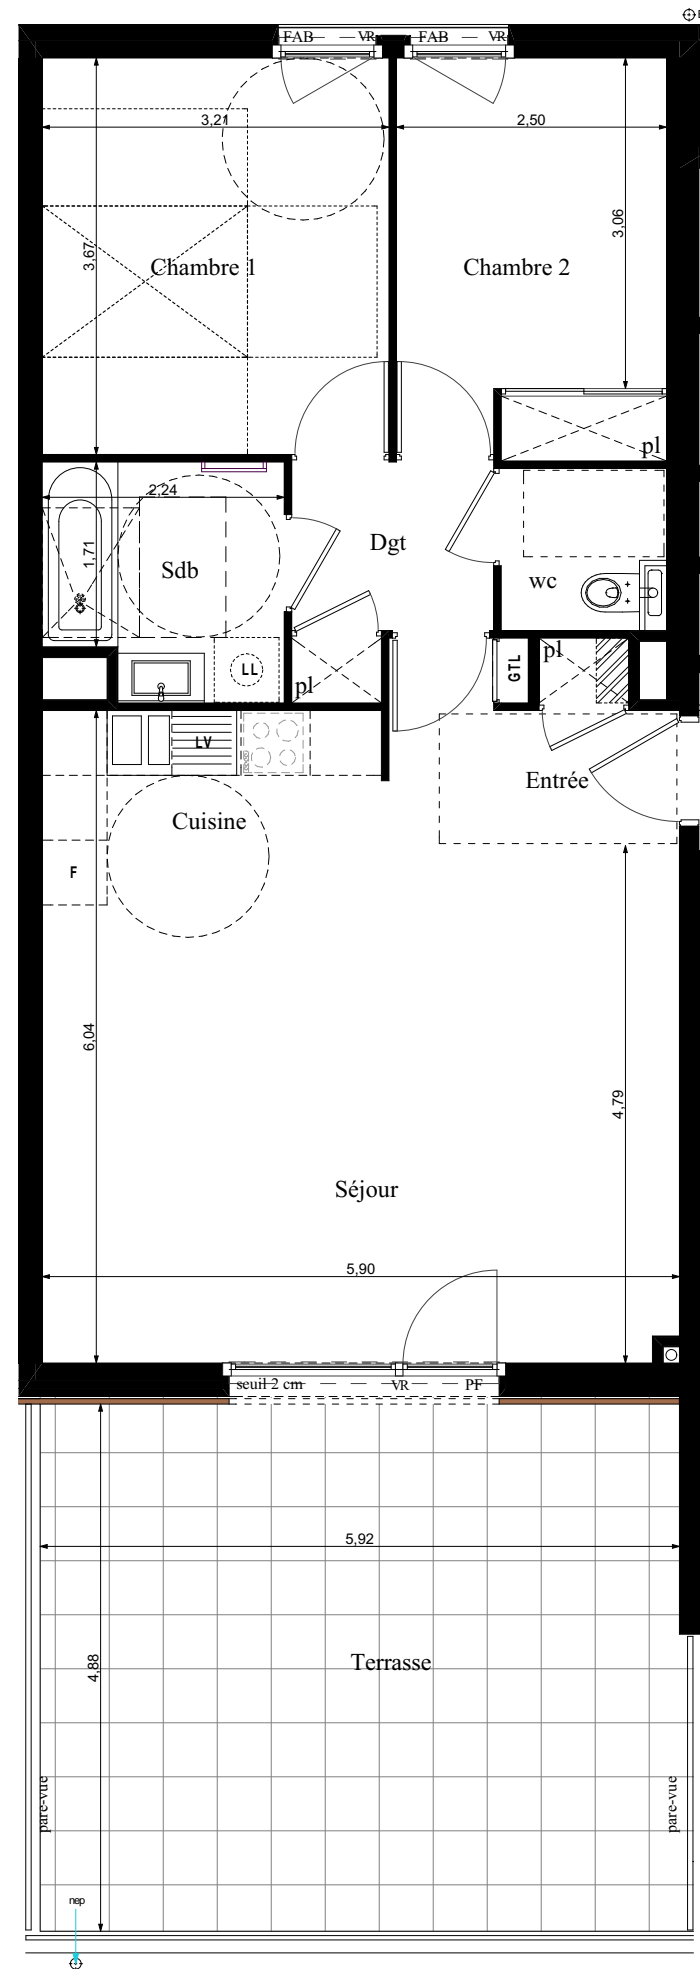 FAB VR FAB VR
3,21
2,50
3,67
3,06
Chambre 1
Chambre 2
pl
2,24
1,71
Sdb
Dgt
wc
LL
pl
GTL
pl
LV
Entrée
Cuisine
F
6,04
4,79
Séjour
5,90
seuil 2 cm VR PF
5,92
4,88
Terrasse
pare-vue
pare-vue
nep